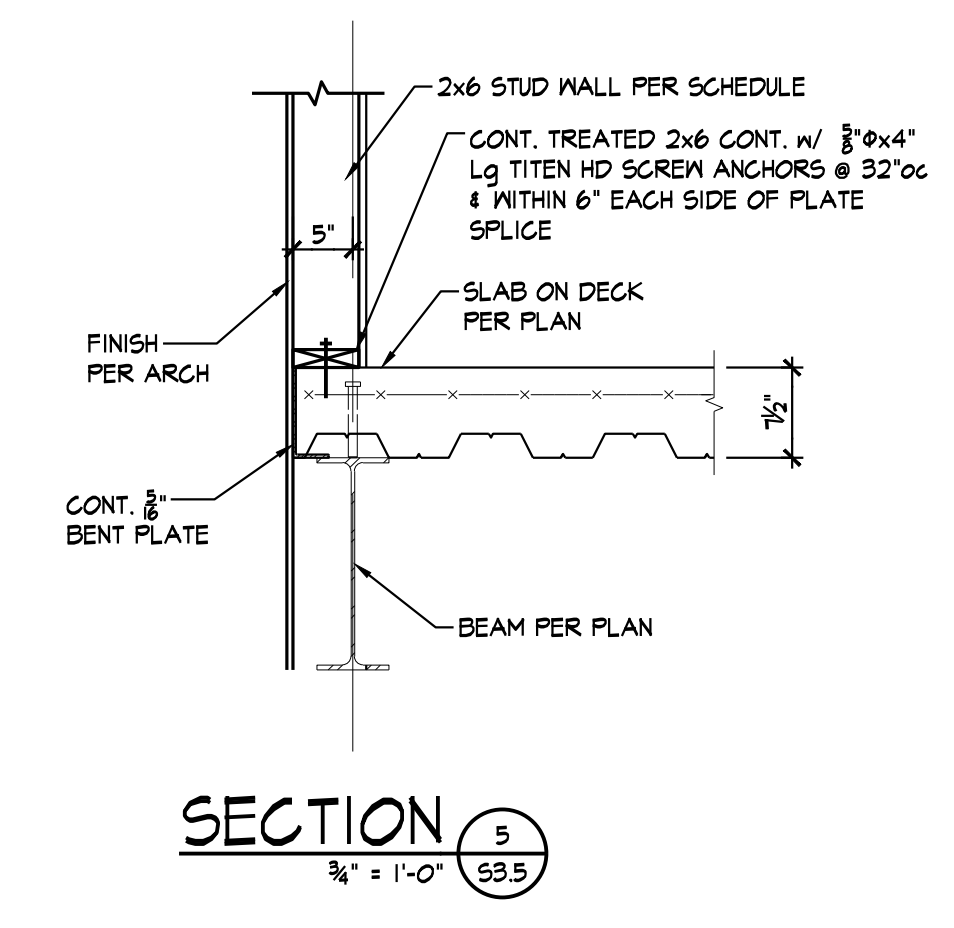 2x6 STUD WALL PER SCHEDULE
CONT. TREATED 2x6 CONT. w/ 5/8"Φx4"
Lg TITEN HD SCREW ANCHORS @ 32"oc
& WITHIN 6" EACH SIDE OF PLATE
SPLICE
5"
SLAB ON DECK
PER PLAN
FINISH
PER ARCH
7½"
CONT. 5/16"
BENT PLATE
BEAM PER PLAN
SECTION
¾" = 1'-0"
5
S3.5